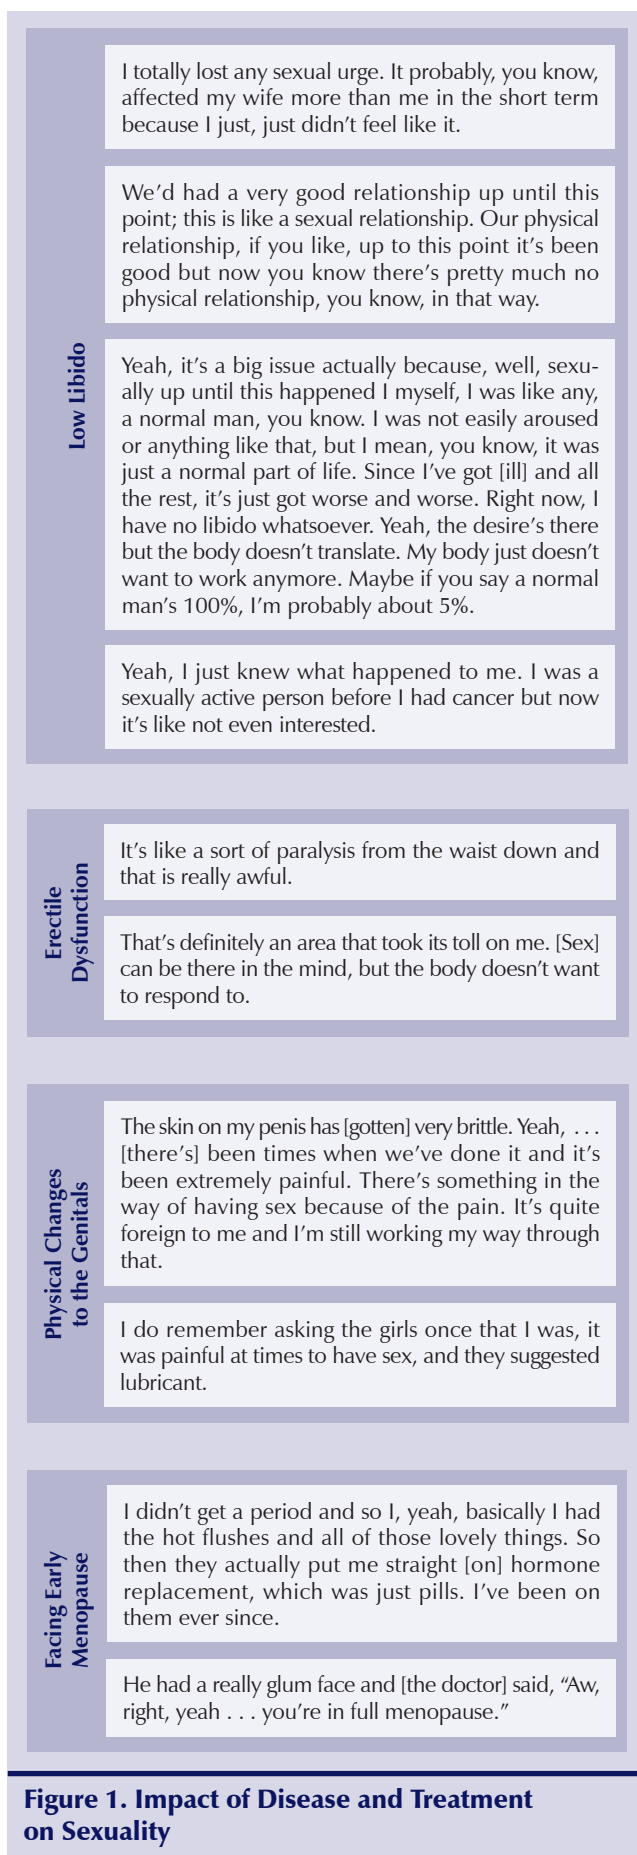 Low Libido
I totally lost any sexual urge. It probably, you know,
affected my wife more than me in the short term
because I just, just didn’t feel like it.
We’d had a very good relationship up until this
point; this is like a sexual relationship. Our physical
relationship, if you like, up to this point it’s been
good but now you know there’s pretty much no
physical relationship, you know, in that way.
Yeah, it’s a big issue actually because, well, sexu-
ally up until this happened I myself, I was like any,
a normal man, you know. I was not easily aroused
or anything like that, but I mean, you know, it was
just a normal part of life. Since I’ve got [ill] and all
the rest, it’s just got worse and worse. Right now, I
have no libido whatsoever. Yeah, the desire’s there
but the body doesn’t translate. My body just doesn’t
want to work anymore. Maybe if you say a normal
man’s 100%, I’m probably about 5%.
Yeah, I just knew what happened to me. I was a
sexually active person before I had cancer but now
it’s like not even interested.
Erectile
Dysfunction
It’s like a sort of paralysis from the waist down and
that is really awful.
That’s definitely an area that took its toll on me. [Sex]
can be there in the mind, but the body doesn’t want
to respond to.
Physical Changes
to the Genitals
The skin on my penis has [gotten] very brittle. Yeah, . . .
[there’s] been times when we’ve done it and it’s
been extremely painful. There’s something in the
way of having sex because of the pain. It’s quite
foreign to me and I’m still working my way through
that.
I do remember asking the girls once that I was, it
was painful at times to have sex, and they suggested
lubricant.
Facing Early
Menopause
I didn’t get a period and so I, yeah, basically I had
the hot flushes and all of those lovely things. So
then they actually put me straight [on] hormone
replacement, which was just pills. I’ve been on
them ever since.
He had a really glum face and [the doctor] said, “Aw,
right, yeah . . . you’re in full menopause.”
Figure 1. Impact of Disease and Treatment
on Sexuality